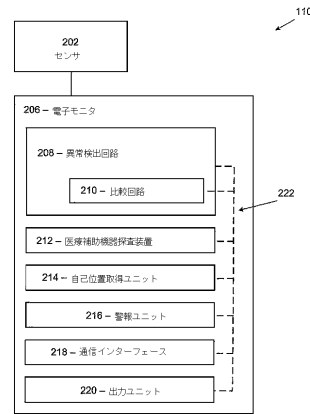 110
202
センサ
206 – 電子モニタ
208 – 異常検出回路
210 – 比較回路
222
212 – 医療補助機器探査装置
214 – 自己位置取得ユニット
216 – 警報ユニット
218 – 通信インターフェース
220 – 出力ユニット